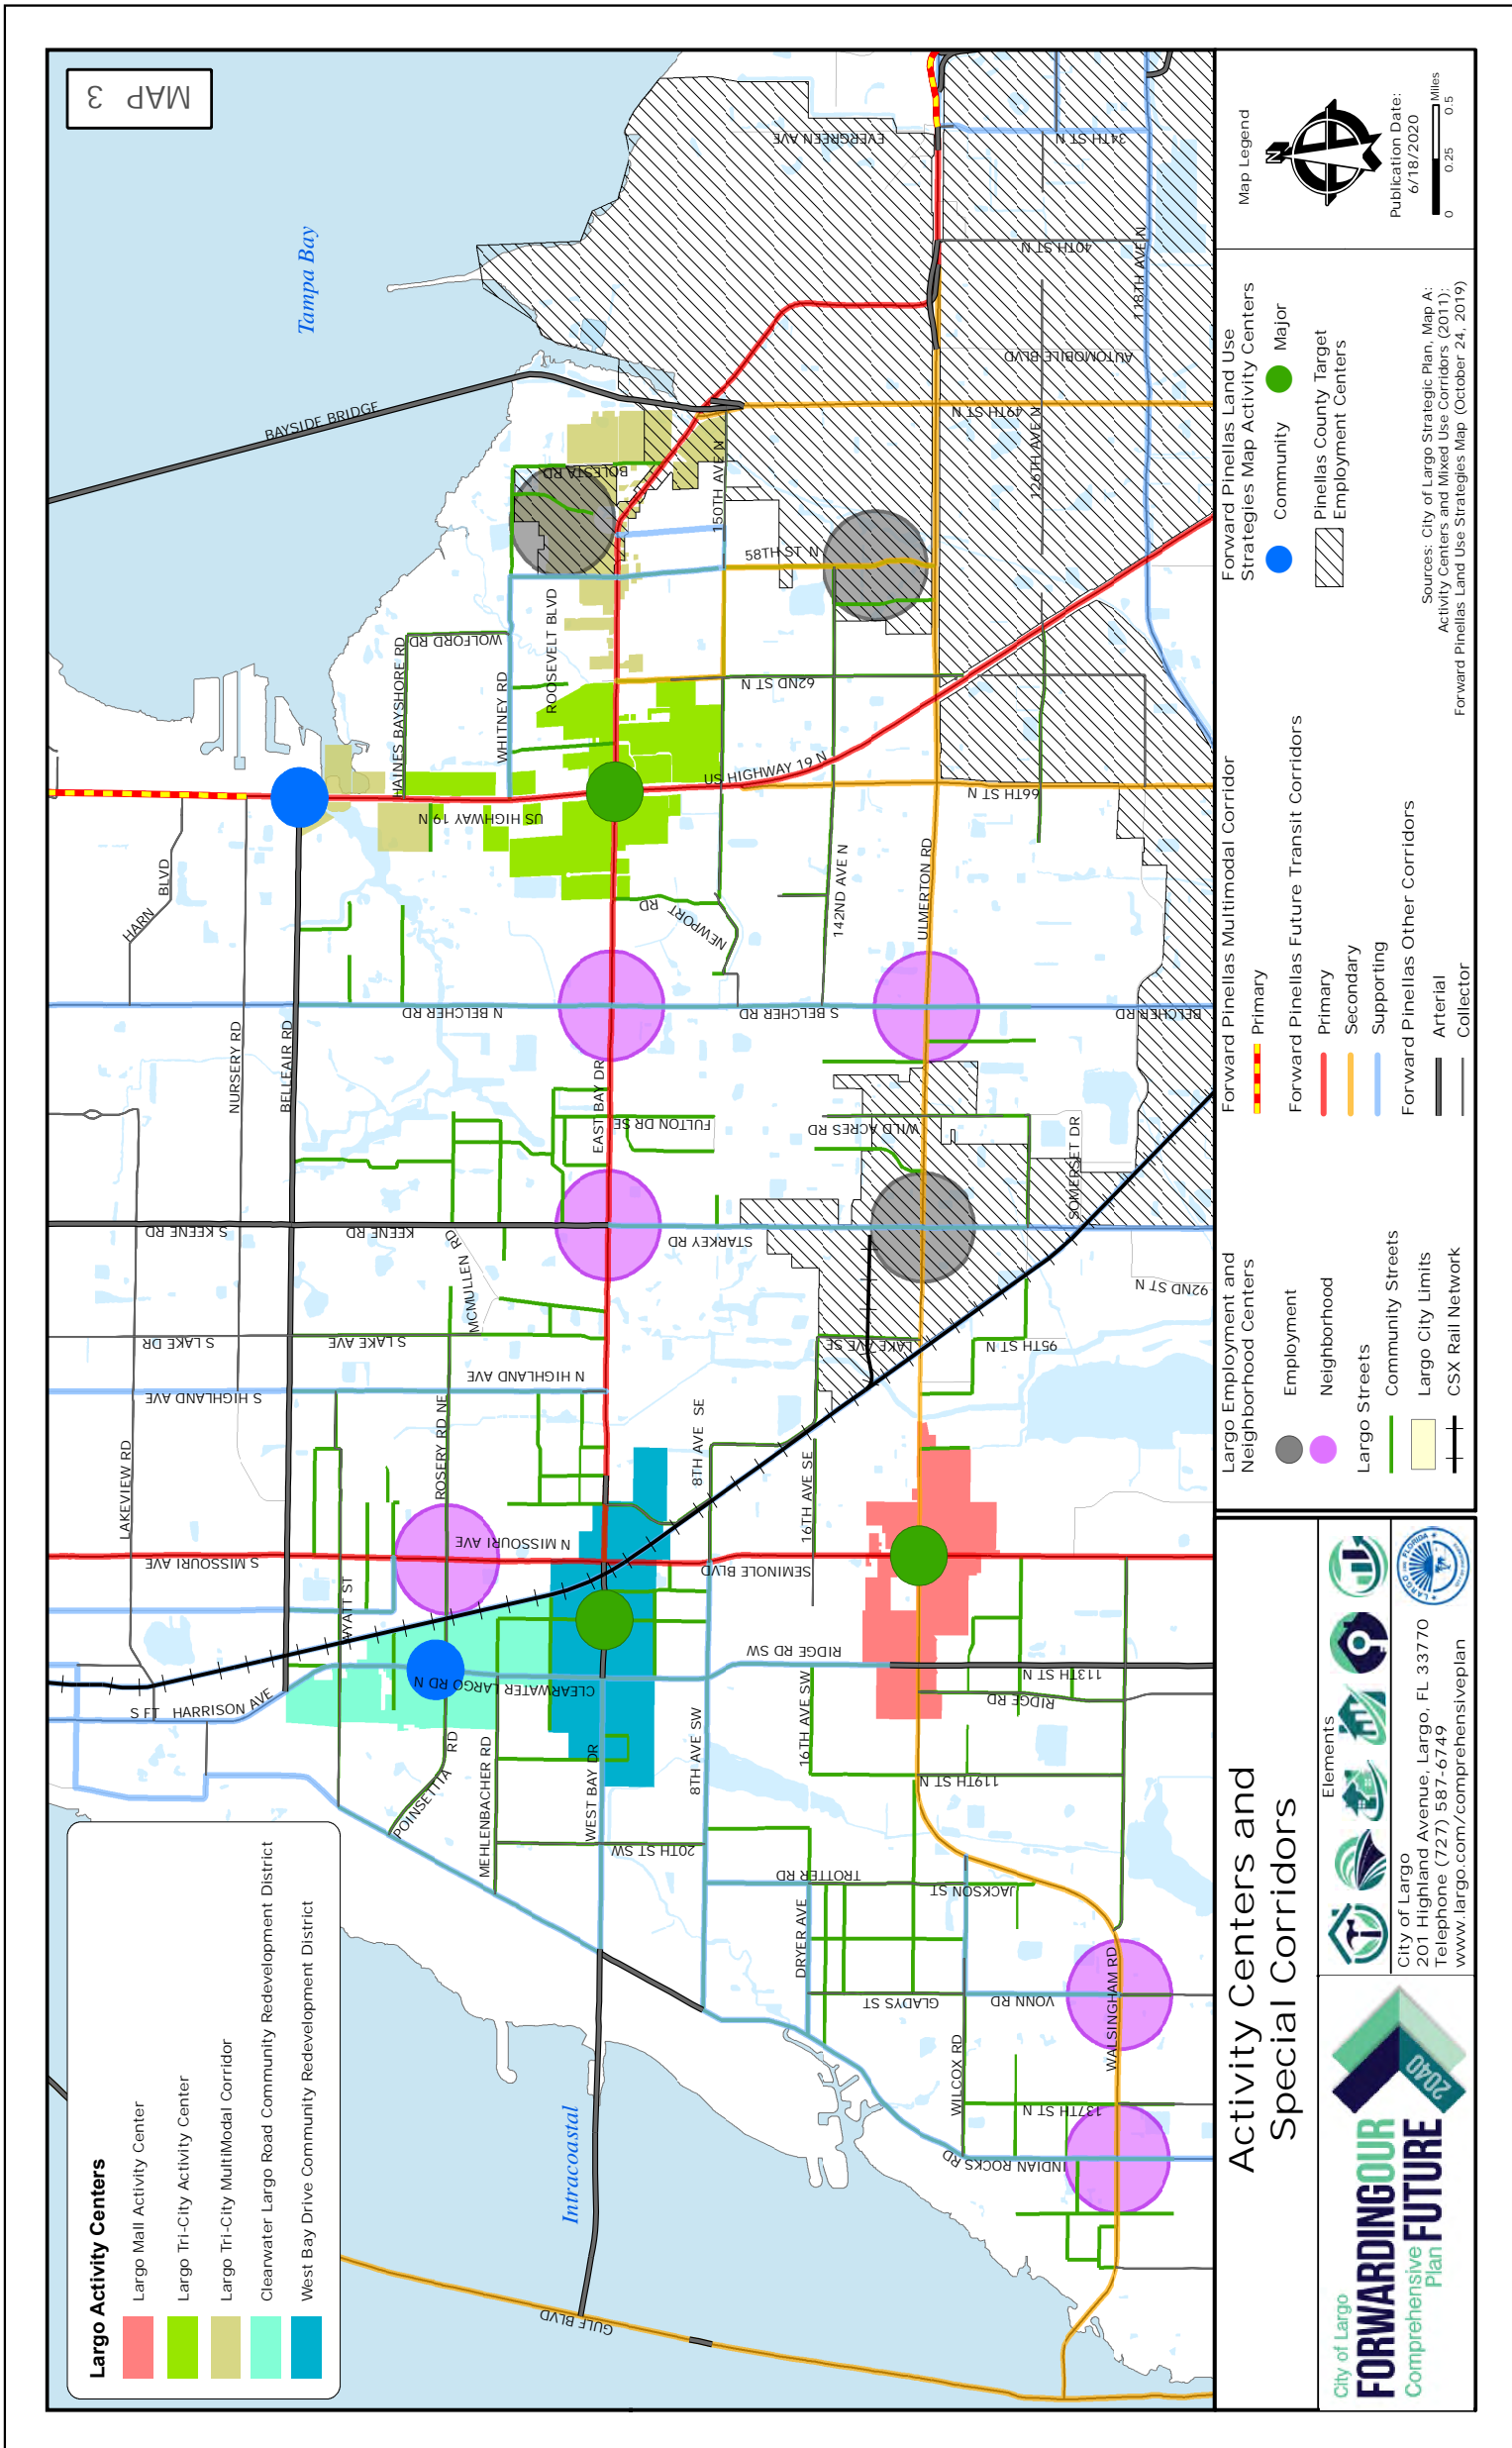 MAP 3
Tampa Bay
BAYSIDE BRIDGE
EVERGREEN AVE
34TH ST N
40TH ST N
118TH AVE N
AUTOMOBILE BLVD
49TH ST N
126TH AVE N
BOLESTA RD
150TH AVE N
58TH ST N
ROOSEVELT BLVD
WOLFORD RD
HAINES BAYSHORE RD
WHITNEY RD
62ND ST N
US HIGHWAY 19 N
US HIGHWAY 19 N
66TH ST N
HARN BLVD
NEWPORT RD
142ND AVE N
ULMERTON RD
N BELCHER RD
S BELCHER RD
BELCHER RD
NURSERY RD
BELLEAIR RD
EAST BAY DR
FULTON DR SE
WILD ACRES RD
SOMERSET DR
S KEENE RD
KEENE RD
STARKEY RD
MCMULLEN RD
92ND ST N
S LAKE DR
S LAKE AVE
LAKE AVE SE
95TH ST N
S HIGHLAND AVE
N HIGHLAND AVE
LAKEVIEW RD
ROSERY RD NE
8TH AVE SE
16TH AVE SE
S MISSOURI AVE
N MISSOURI AVE
SEMINOLE BLVD
WYATT ST
RIDGE RD SW
113TH ST N
RIDGE RD
S FT HARRISON AVE
CLEARWATER LARGO RD N
16TH AVE SW
8TH AVE SW
119TH ST N
POINSETTIA RD
MEHLENBACHER RD
WEST BAY DR
20TH ST SW
TROTTER RD
JACKSON ST
DRYER AVE
GLADYS ST
VONN RD
WALSINGHAM RD
WILCOX RD
137TH ST N
INDIAN ROCKS RD
Intracoastal
GULF BLVD
Largo Activity Centers
Largo Mall Activity Center
Largo Tri-City Activity Center
Largo Tri-City MultiModal Corridor
Clearwater Largo Road Community Redevelopment District
West Bay Drive Community Redevelopment District
Activity Centers and
Special Corridors
City of Largo
FORWARDINGOUR
Comprehensive
Plan FUTURE
2040
Elements
City of Largo
201 Highland Avenue, Largo, FL 33770
Telephone (727) 587-6749
www.largo.com/comprehensiveplan
Largo Employment and
Neighborhood Centers
Employment
Neighborhood
Largo Streets
Community Streets
Largo City Limits
CSX Rail Network
Forward Pinellas Multimodal Corridor
Primary
Forward Pinellas Future Transit Corridors
Primary
Secondary
Supporting
Forward Pinellas Other Corridors
Arterial
Collector
Forward Pinellas Land Use
Strategies Map Activity Centers
Community
Major
Pinellas County Target
Employment Centers
Sources: City of Largo Strategic Plan, Map A:
Activity Centers and Mixed Use Corridors (2011);
Forward Pinellas Land Use Strategies Map (October 24, 2019)
Map Legend
N
Publication Date:
6/18/2020
Miles
0 0.25 0.5